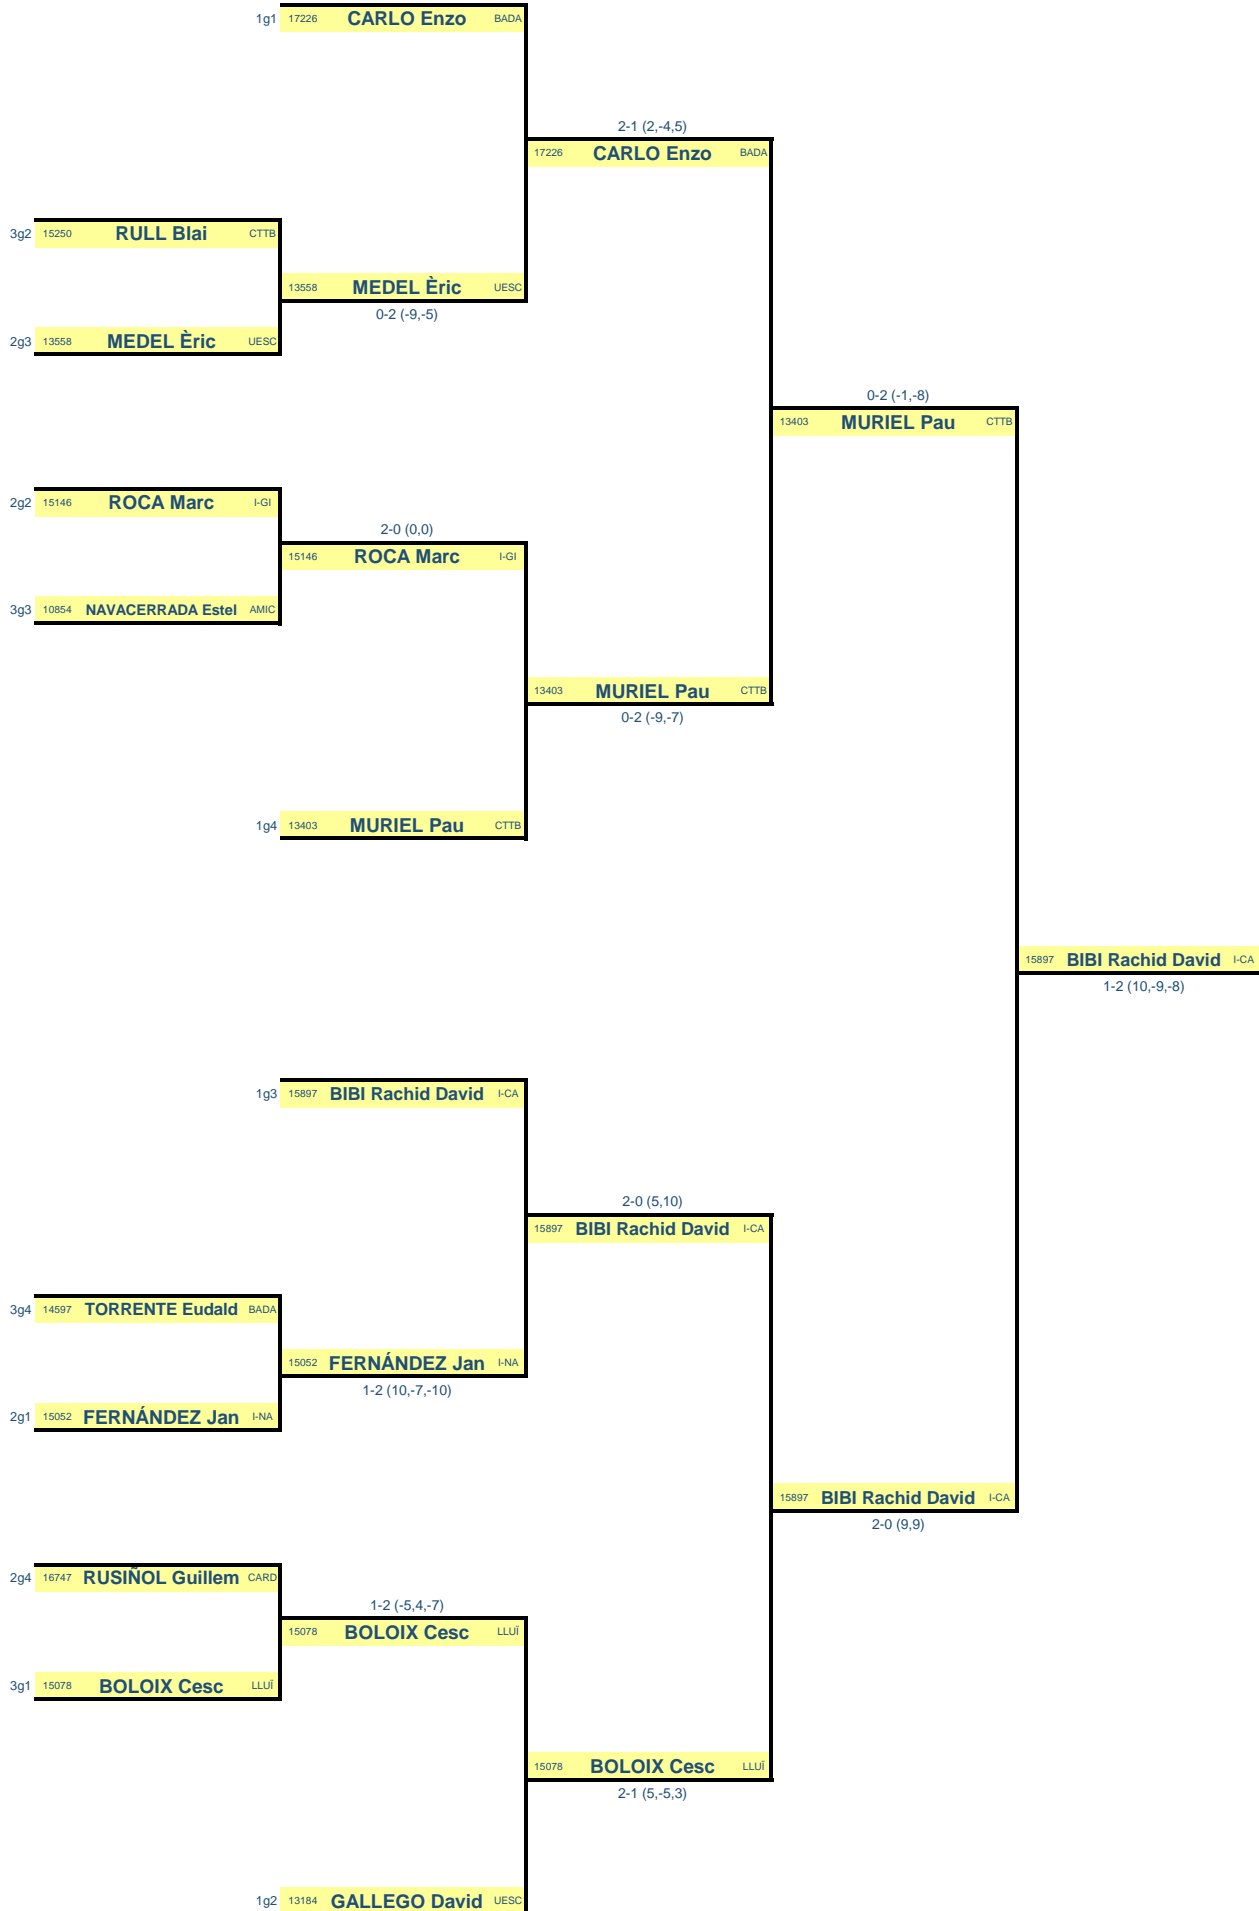 1g1 17226 CARLO Enzo BADA
2-1 (2,-4,5)
17226 CARLO Enzo BADA
3g2 15250 RULL Blai CTTB
13558 MEDEL Èric UESC
0-2 (-9,-5)
2g3 13558 MEDEL Èric UESC
0-2 (-1,-8)
13403 MURIEL Pau CTTB
2g2 15146 ROCA Marc I-GI
2-0 (0,0)
15146 ROCA Marc I-GI
3g3 10854 NAVACERRADA Estel AMIC
13403 MURIEL Pau CTTB
0-2 (-9,-7)
1g4 13403 MURIEL Pau CTTB
15897 BIBI Rachid David I-CA
1-2 (10,-9,-8)
1g3 15897 BIBI Rachid David I-CA
2-0 (5,10)
15897 BIBI Rachid David I-CA
3g4 14597 TORRENTE Eudald BADA
15052 FERNÁNDEZ Jan I-NA
1-2 (10,-7,-10)
2g1 15052 FERNÁNDEZ Jan I-NA
15897 BIBI Rachid David I-CA
2-0 (9,9)
2g4 16747 RUSIÑOL Guillem CARD
1-2 (-5,4,-7)
15078 BOLOIX Cesc LLUÏ
3g1 15078 BOLOIX Cesc LLUÏ
15078 BOLOIX Cesc LLUÏ
2-1 (5,-5,3)
1g2 13184 GALLEGO David UESC